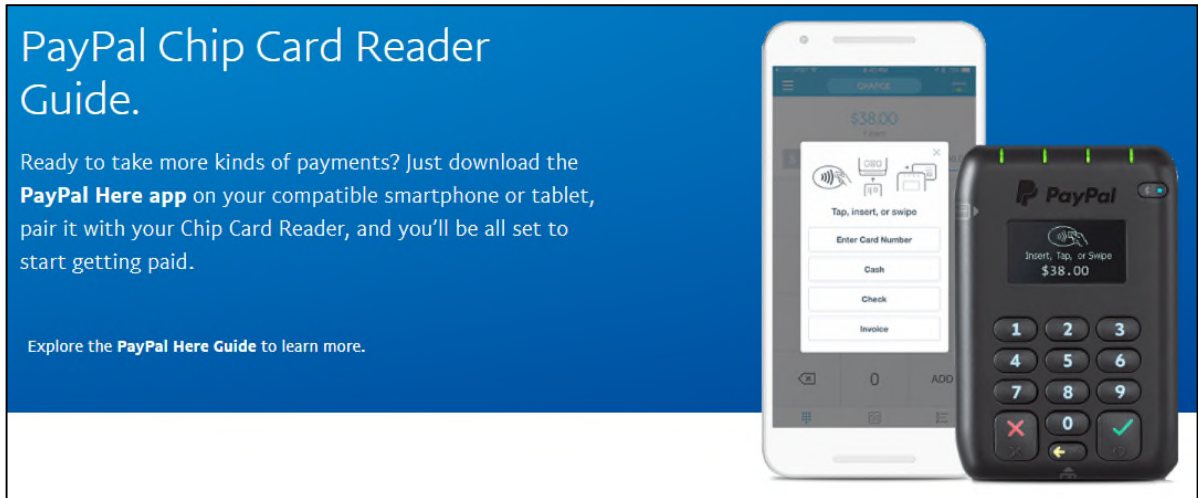 PayPal Chip Card Reader
Guide.
Ready to take more kinds of payments? Just download the
PayPal Here app on your compatible smartphone or tablet,
pair it with your Chip Card Reader, and you’ll be all set to
start getting paid.
Explore the PayPal Here Guide to learn more.
CHARGE
$38.00
1 item
Tap, insert, or swipe
Enter Card Number
Cash
Check
Invoice
0
ADD
PayPal
Insert, Tap, or Swipe
$38.00
1 2 3
4 5 6
7 8 9
0